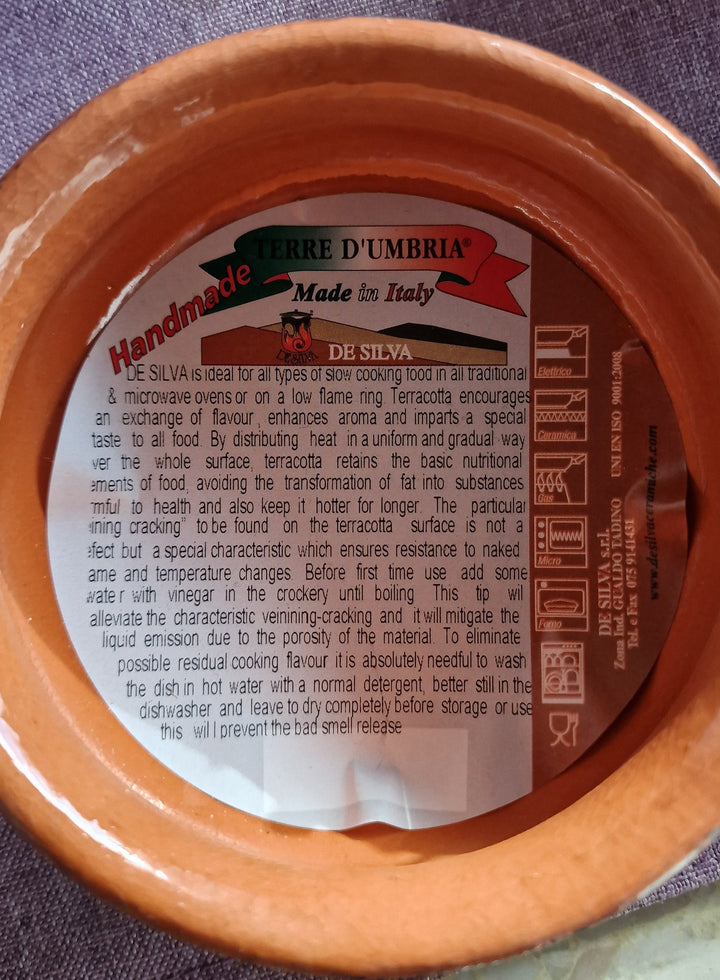 TERRE D'UMBRIA®
Handmade
Made in Italy
DE SILVA
DE SILVA is ideal for all types of slow cooking food in all traditional
& microwave ovens or on a low flame ring. Terracotta encourages
an exchange of flavour, enhances aroma and imparts a special
taste to all food. By distributing heat in a uniform and gradual way
ver the whole surface, terracotta retains the basic nutritional
ements of food, avoiding the transformation of fat into substances
rmful to health and also keep it hotter for longer. The particular
ining cracking" to be found on the terracotta surface is not a
efect but a special characteristic which ensures resistance to naked
ame and temperature changes. Before first time use add some
water with vinegar in the crockery until boiling. This tip wil
alleviate the characteristic veinining-cracking and it will mitigate the
liquid emission due to the porosity of the material. To eliminate
possible residual cooking flavour it is absolutely needful to wash
the dish in hot water with a normal detergent, better still in the
dishwasher and leave to dry completely before storage or use
this wil l prevent the bad smell release
Elettrico
Ceramica
Gas
Micro
Forno
DE SILVA s.r.l.
Zona Ind. GUALDO TADINO UNI EN ISO 9001:2008
Tel. e Fax 075 9141431
www.desilvaceramiche.com